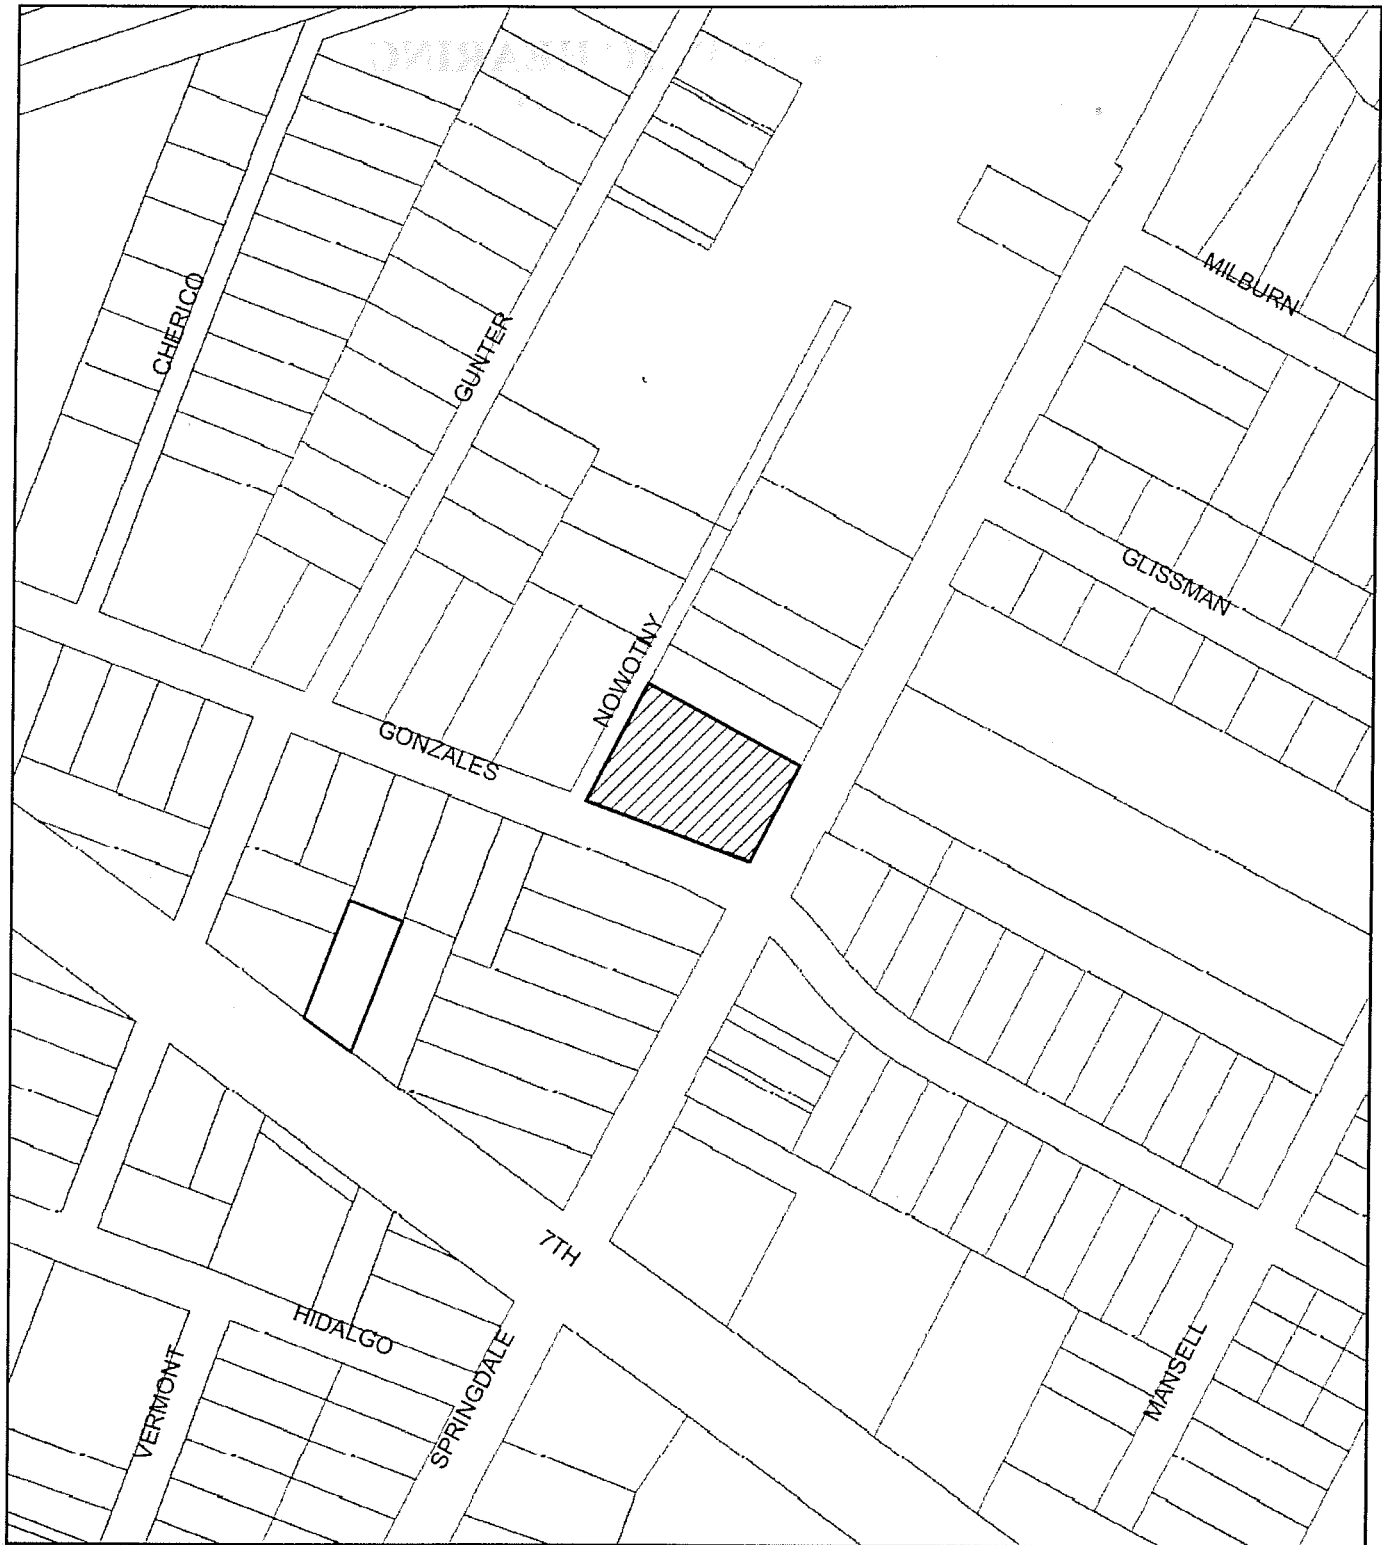 MILBURN
CHERICO
GUNTER
GLISSMAN
NOWOTNY
GONZALES
7TH
HIDALGO
SPRINGDALE
VERMONT
MANSELL